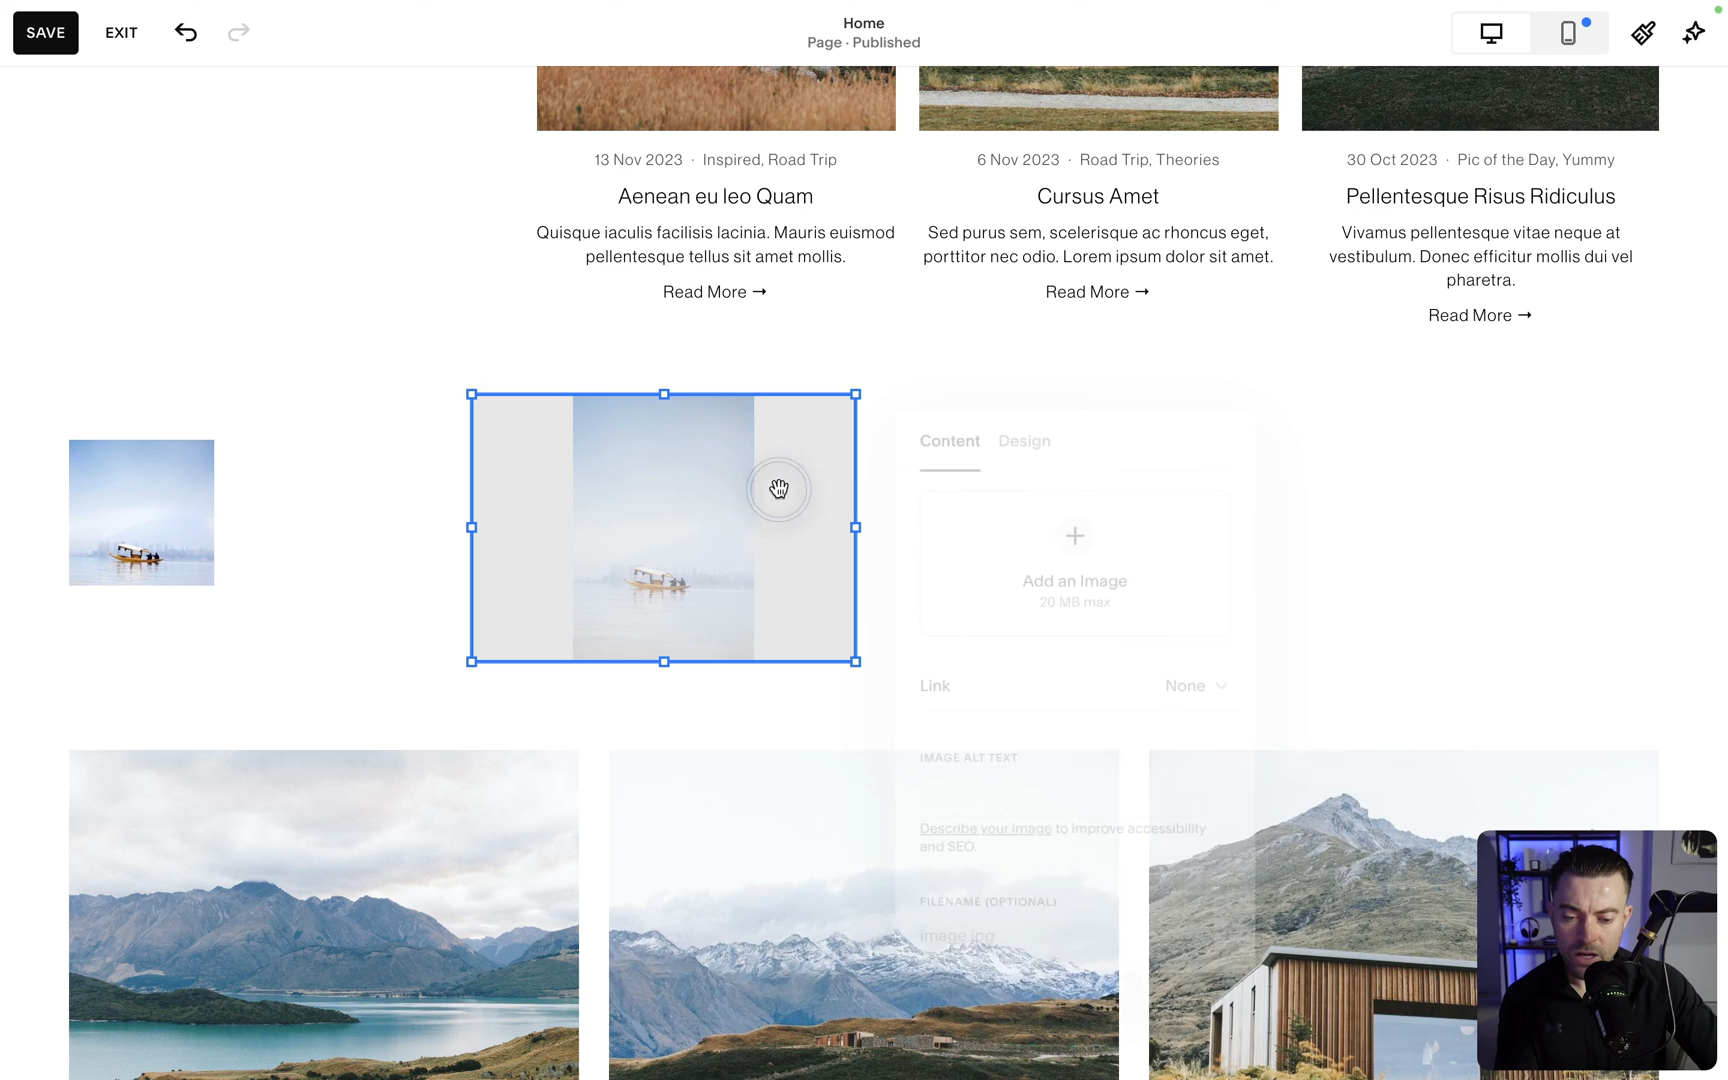 SAVE
EXIT
Home
Page · Published
13 Nov 2023 · Inspired, Road Trip
Aenean eu leo Quam
Quisque iaculis facilisis lacinia. Mauris euismod
pellentesque tellus sit amet mollis.
Read More →
6 Nov 2023 · Road Trip, Theories
Cursus Amet
Sed purus sem, scelerisque ac rhoncus eget,
porttitor nec odio. Lorem ipsum dolor sit amet.
Read More →
30 Oct 2023 · Pic of the Day, Yummy
Pellentesque Risus Ridiculus
Vivamus pellentesque vitae neque at
vestibulum. Donec efficitur mollis dui vel
pharetra.
Read More →
Content Design
Add an Image
20 MB max
Link None
IMAGE ALT TEXT
Describe your image to improve accessibility
and SEO.
FILENAME (OPTIONAL)
image.jpg